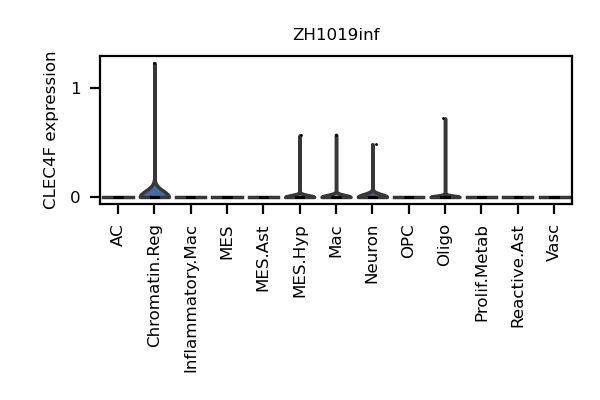 ZH1019inf
CLEC4F expression
1
0
AC
Chromatin.Reg
Inflammatory.Mac
MES
MES.Ast
MES.Hyp
Mac
Neuron
OPC
Oligo
Prolif.Metab
Reactive.Ast
Vasc